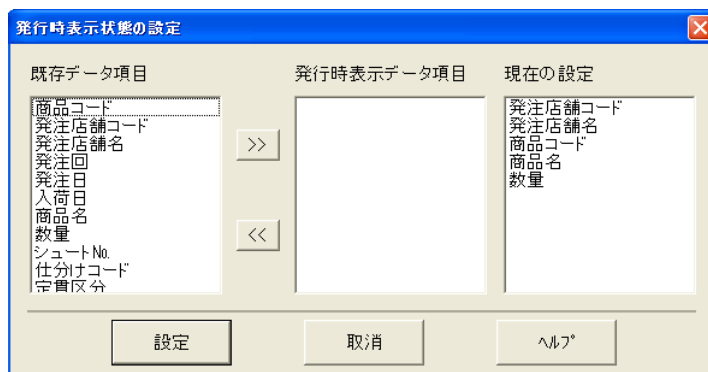 発行時表示状態の設定
既存データ項目
発行時表示データ項目
現在の設定
商品コード
発注店舗コード
発注店舗名
発注回
発注日
入荷日
商品名
数量
シュートNo.
仕分けコード
定貫区分
>>
<<
発注店舗コード
発注店舗名
商品コード
商品名
数量
設定
取消
ヘルプ